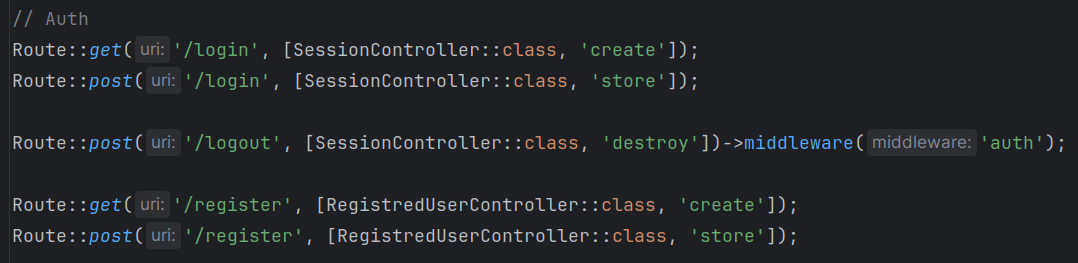 // Auth
Route::get( uri: '/login', [SessionController::class, 'create']);
Route::post( uri: '/login', [SessionController::class, 'store']);
Route::post( uri: '/logout', [SessionController::class, 'destroy'])->middleware( middleware: 'auth');
Route::get( uri: '/register', [RegistredUserController::class, 'create']);
Route::post( uri: '/register', [RegistredUserController::class, 'store']);